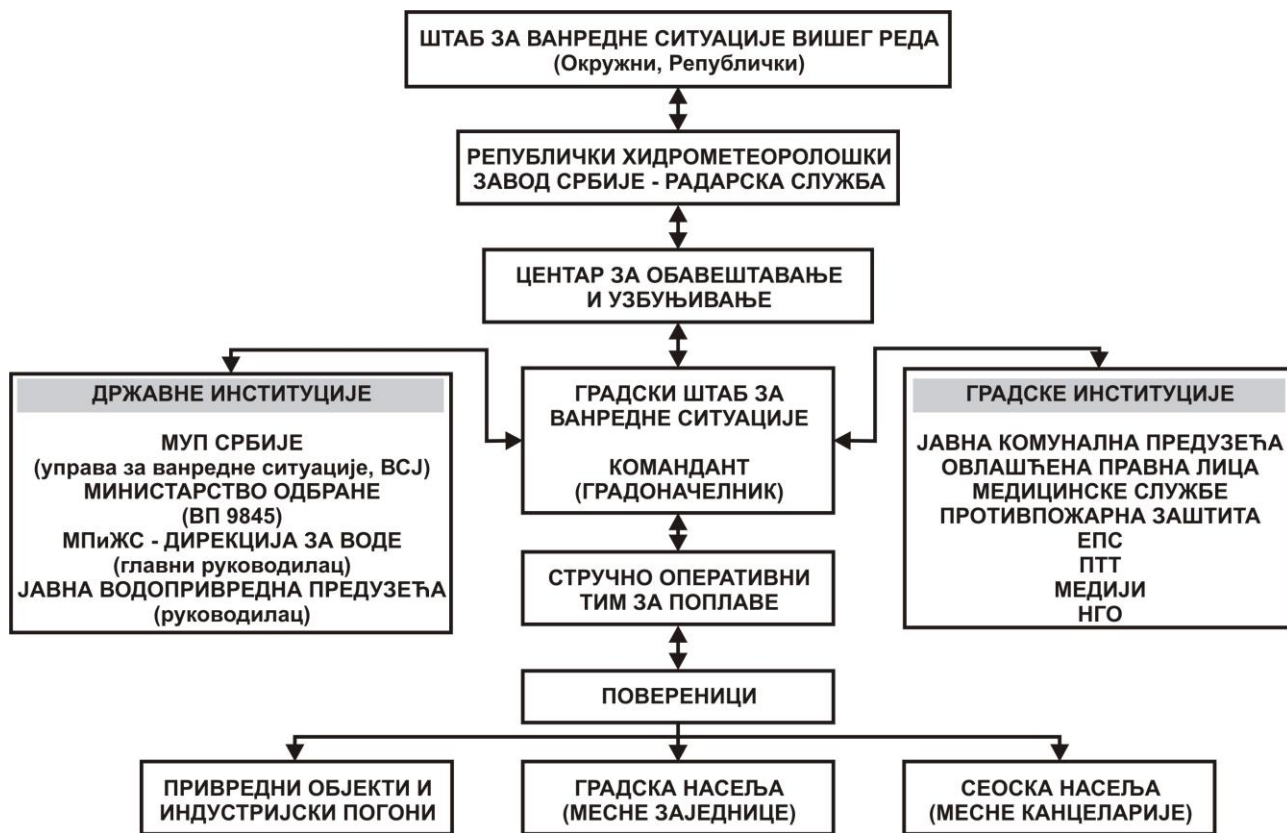 ШТАБ ЗА ВАНРЕДНЕ СИТУАЦИЈЕ ВИШЕГ РЕДА
(Окружни, Републички)
РЕПУБЛИЧКИ ХИДРОМЕТЕОРОЛОШКИ
ЗАВОД СРБИЈЕ - РАДАРСКА СЛУЖБА
ЦЕНТАР ЗА ОБАВЕШТАВАЊЕ
И УЗБУЊИВАЊЕ
ДРЖАВНЕ ИНСТИТУЦИЈЕ
МУП СРБИЈЕ
(управа за ванредне ситуације, ВСЈ)
МИНИСТАРСТВО ОДБРАНЕ
(ВП 9845)
МПиЖС - ДИРЕКЦИЈА ЗА ВОДЕ
(главни руководилац)
ЈАВНА ВОДОПРИВРЕДНА ПРЕДУЗЕЋА
(руководилац)
ГРАДСКИ ШТАБ ЗА
ВАНРЕДНЕ СИТУАЦИЈЕ
КОМАНДАНТ
(ГРАДОНАЧЕЛНИК)
ГРАДСКЕ ИНСТИТУЦИЈЕ
ЈАВНА КОМУНАЛНА ПРЕДУЗЕЋА
ОВЛАШЋЕНА ПРАВНА ЛИЦА
МЕДИЦИНСКЕ СЛУЖБЕ
ПРОТИВПОЖАРНА ЗАШТИТА
ЕПС
ПТТ
МЕДИЈИ
НГО
СТРУЧНО ОПЕРАТИВНИ
ТИМ ЗА ПОПЛАВЕ
ПОВЕРЕНИЦИ
ПРИВРЕДНИ ОБЈЕКТИ И
ИНДУСТРИЈСКИ ПОГОНИ
ГРАДСКА НАСЕЉА
(МЕСНЕ ЗАЈЕДНИЦЕ)
СЕОСКА НАСЕЉА
(МЕСНЕ КАНЦЕЛАРИЈЕ)